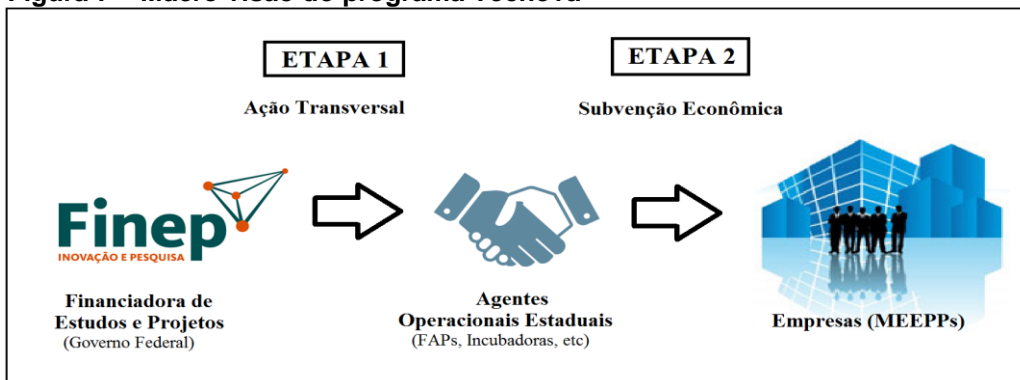 ETAPA 1
ETAPA 2
Ação Transversal
Subvenção Econômica
Finep
INOVAÇÃO E PESQUISA
Financiadora de
Estudos e Projetos
(Governo Federal)
Agentes
Operacionais Estaduais
(FAPs, Incubadoras, etc)
Empresas (MEEPPs)